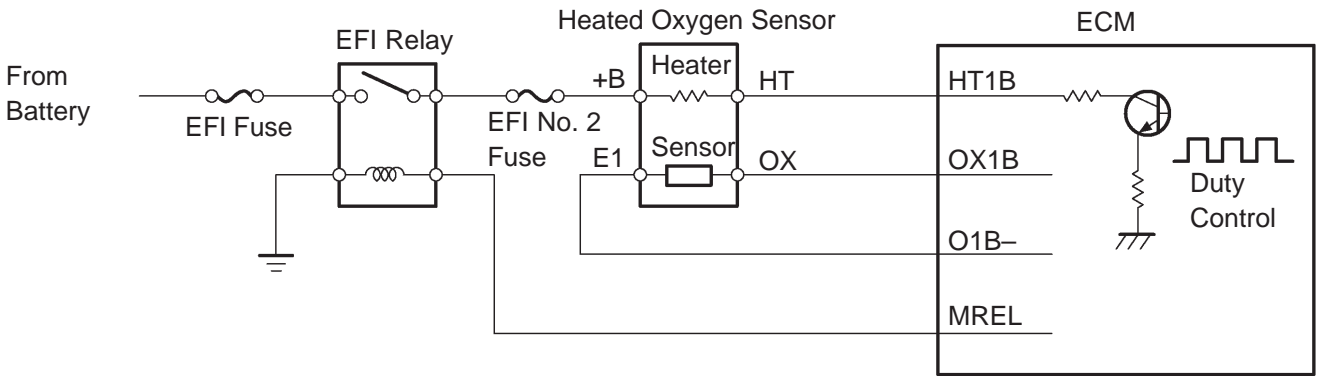 Heated Oxygen Sensor
ECM
EFI Relay
From
Battery
EFI Fuse
EFI No. 2
Fuse
+B
Heater
HT
HT1B
E1
Sensor
OX
OX1B
Duty
Control
O1B–
MREL